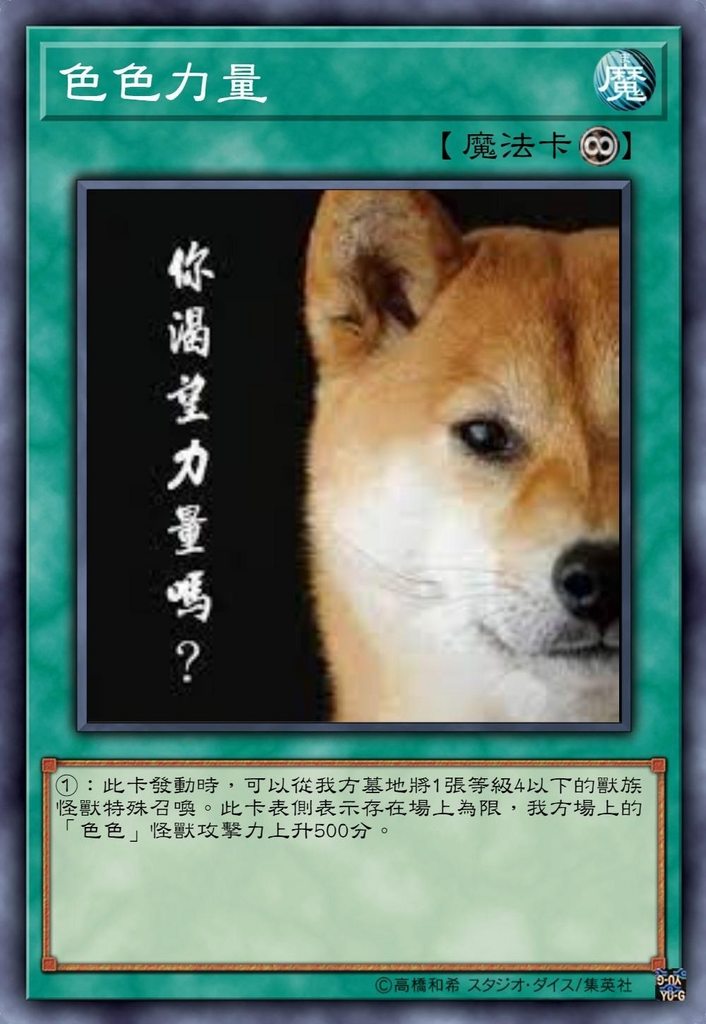 色色力量
魔
【魔法卡∞】
你渴望力量嗎？
①：此卡發動時，可以從我方墓地將1張等級4以下的獸族
怪獸特殊召喚。此卡表側表示存在場上為限，我方場上的
「色色」怪獸攻擊力上升500分。
©高橋和希 スタジオ・ダイス/集英社
YU-G